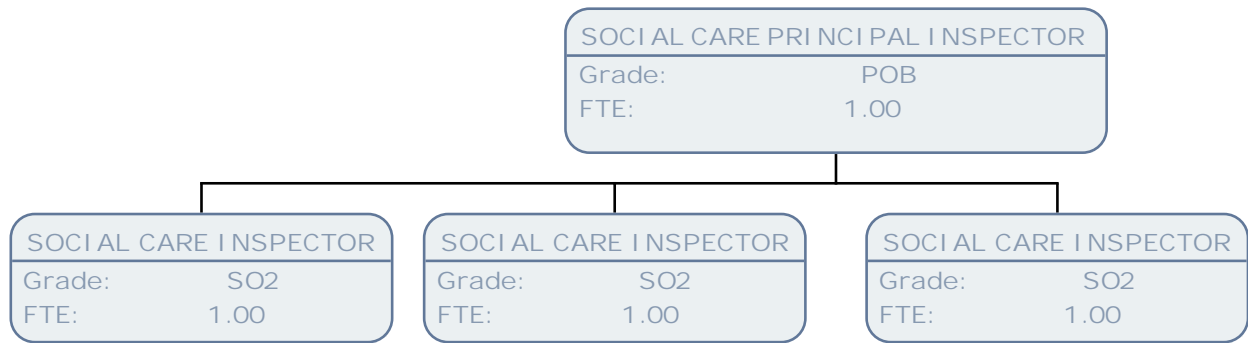 SOCIAL CARE PRINCIPAL INSPECTOR
Grade: POB
FTE: 1.00
SOCIAL CARE INSPECTOR
Grade: SO2
FTE: 1.00
SOCIAL CARE INSPECTOR
Grade: SO2
FTE: 1.00
SOCIAL CARE INSPECTOR
Grade: SO2
FTE: 1.00